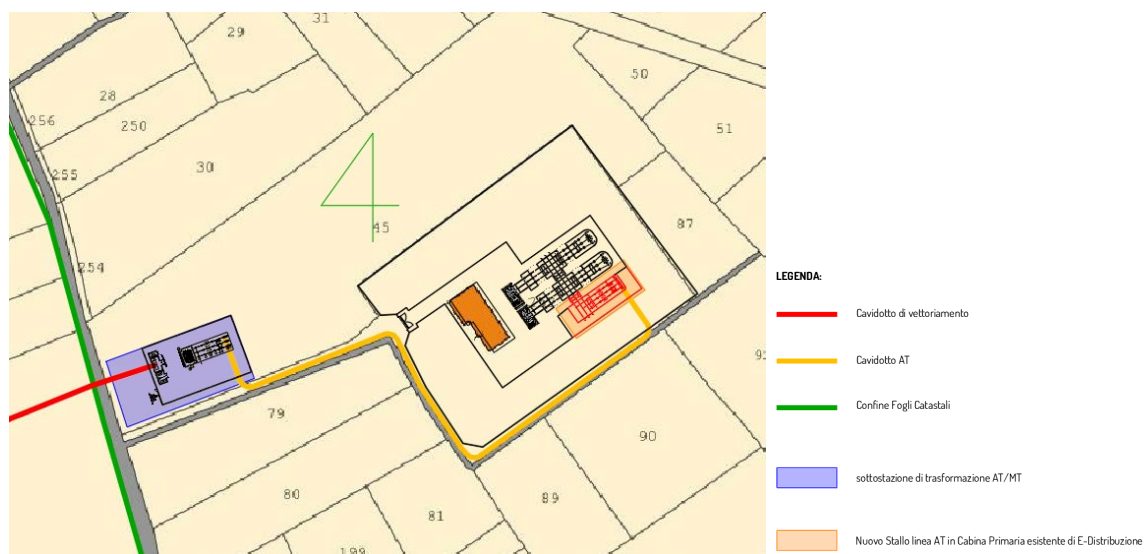 31
29
50
28
256
250
51
30
255
45
87
254
LEGENDA:
Cavidotto di vettoriamento
Cavidotto AT
Confine Fogli Catastali
79
90
sottostazione di trasformazione AT/MT
80
89
81
Nuovo Stallo linea AT in Cabina Primaria esistente di E-Distribuzione